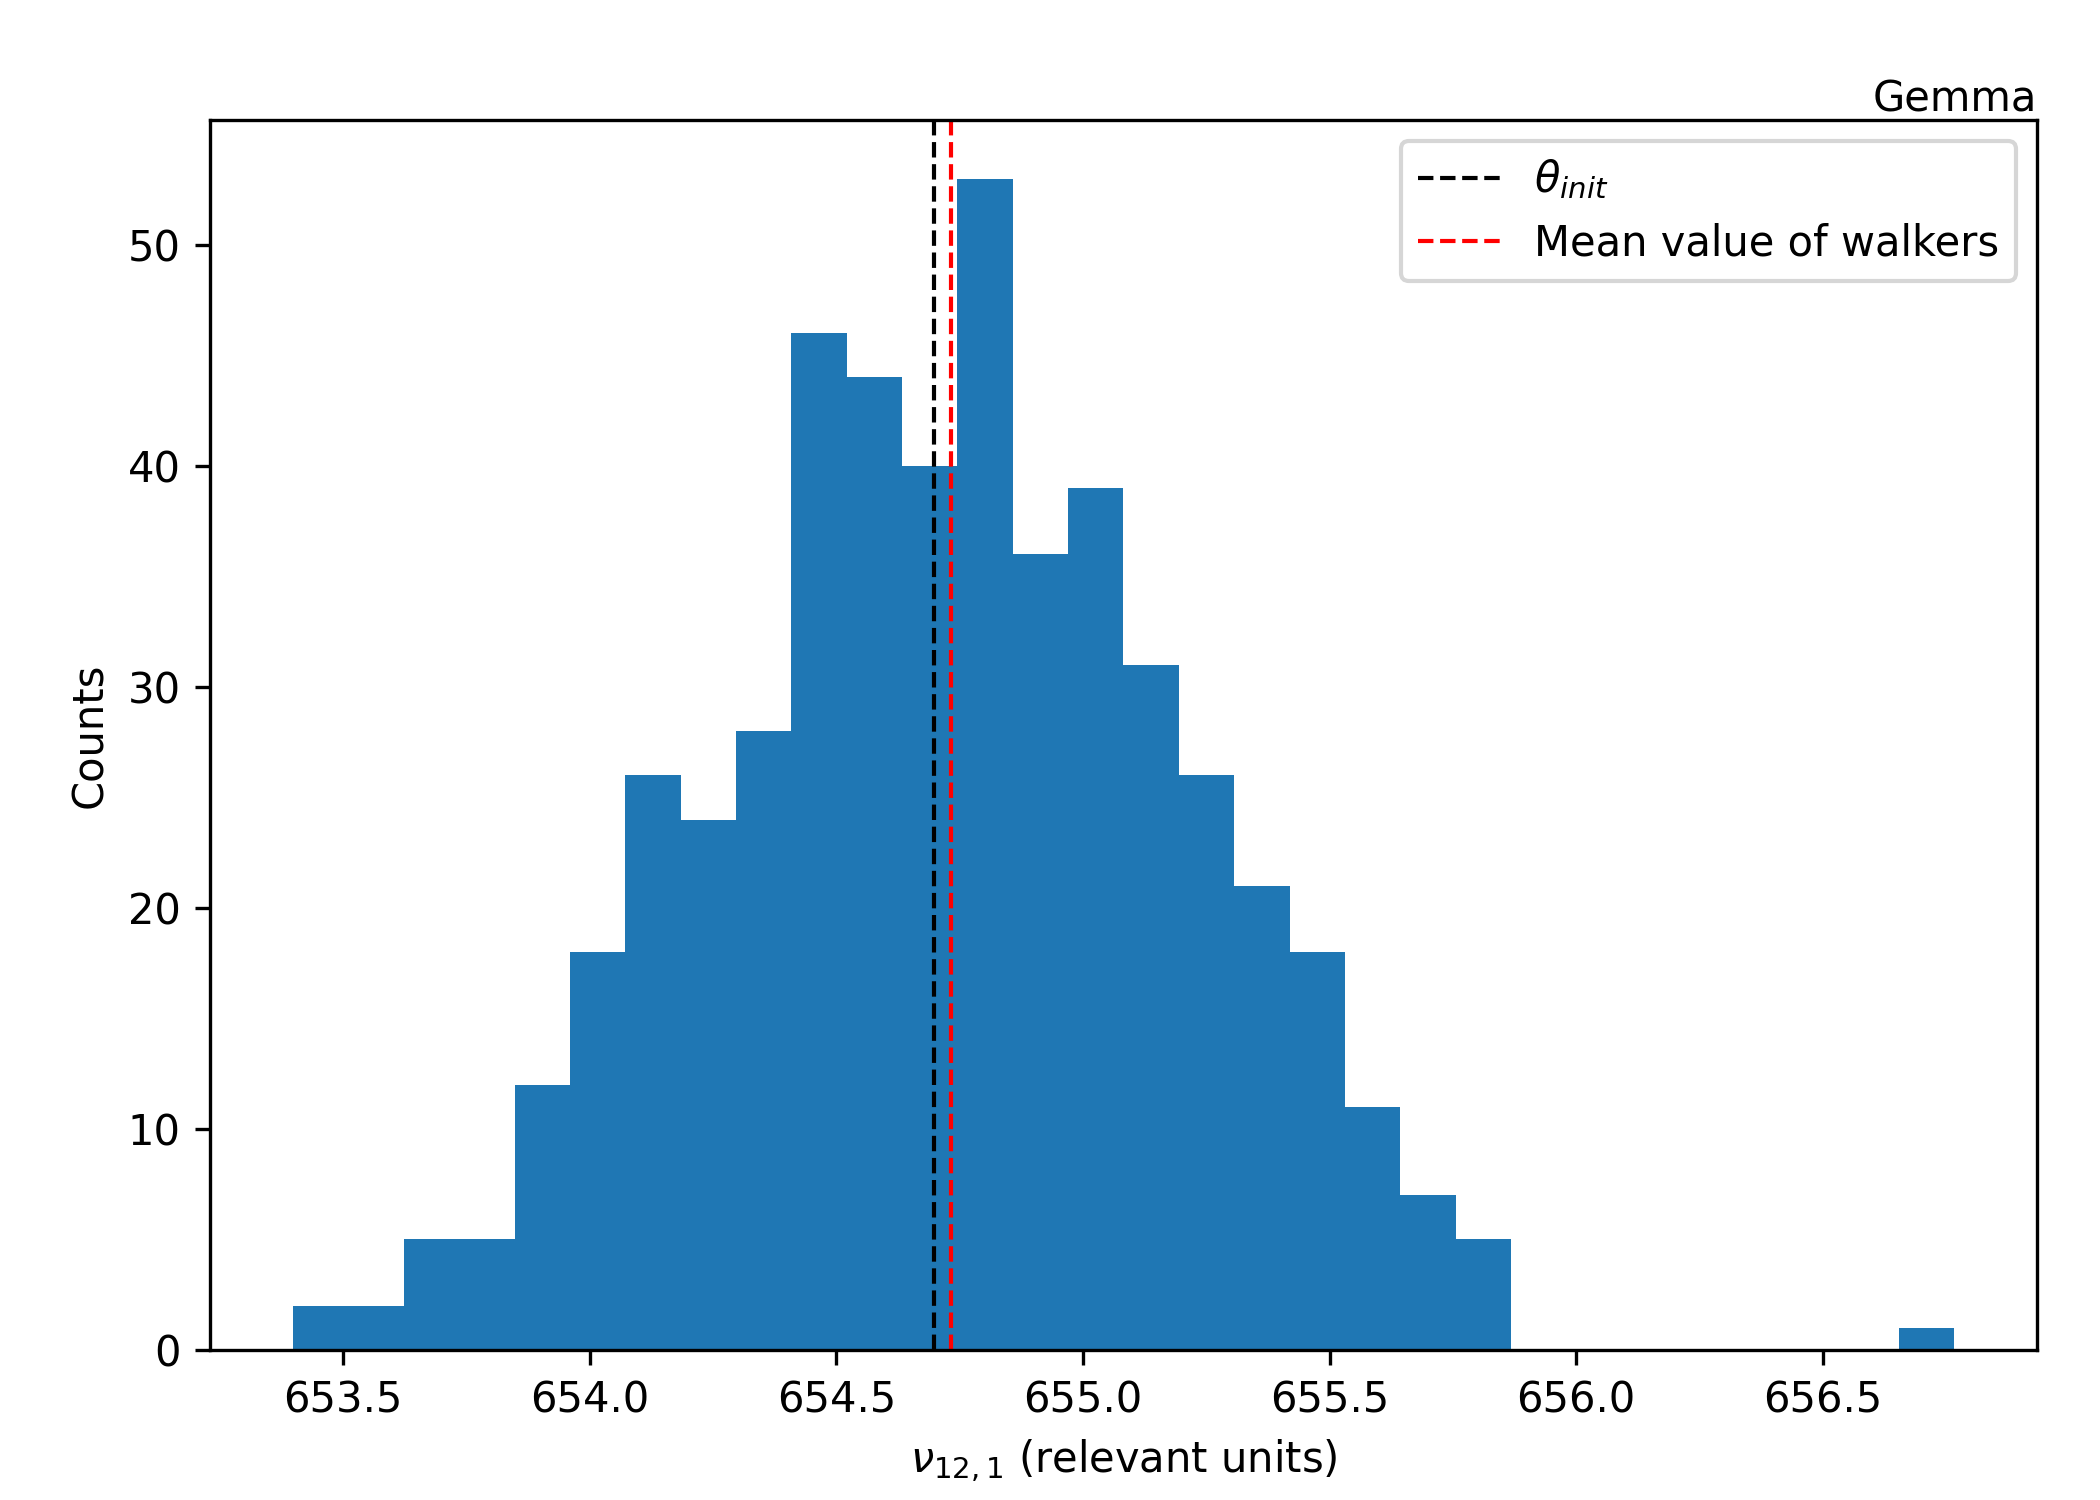 Gemma
θinit
Mean value of walkers
50
40
30
20
10
0
Counts
653.5 654.0 654.5 655.0 655.5 656.0 656.5
ν12,1 (relevant units)